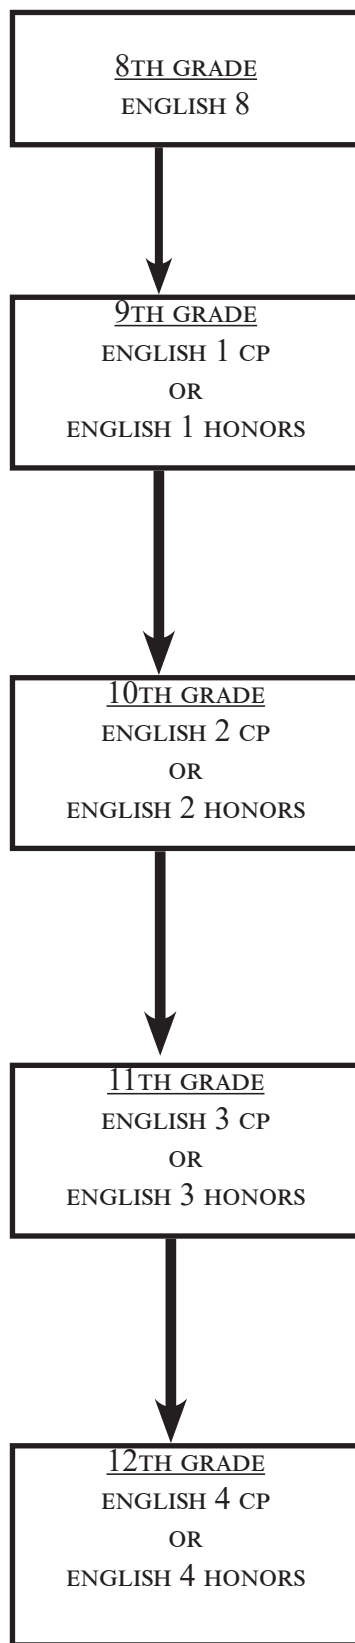 8TH GRADE
ENGLISH 8
9TH GRADE
ENGLISH 1 CP
OR
ENGLISH 1 HONORS
10TH GRADE
ENGLISH 2 CP
OR
ENGLISH 2 HONORS
11TH GRADE
ENGLISH 3 CP
OR
ENGLISH 3 HONORS
12TH GRADE
ENGLISH 4 CP
OR
ENGLISH 4 HONORS